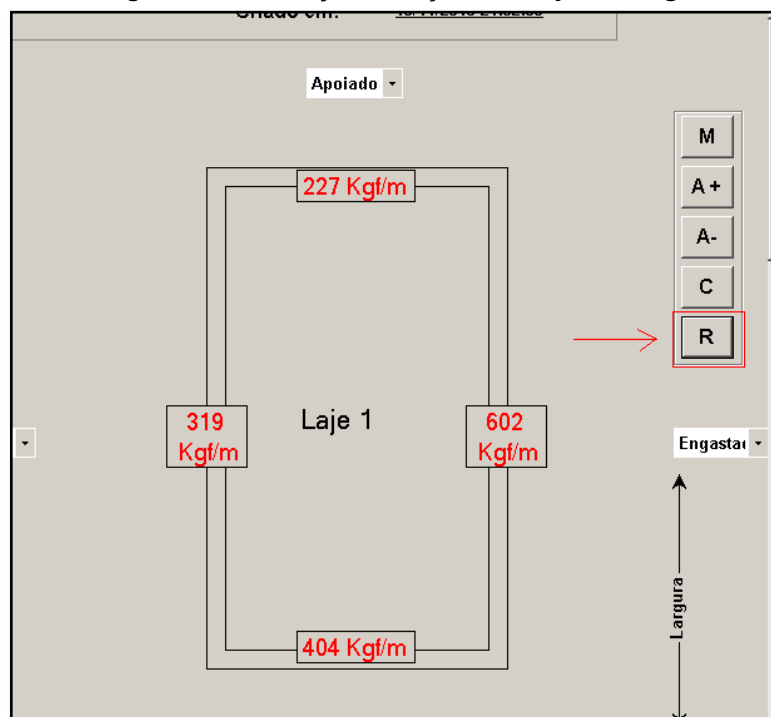 Apoiado
M
A+
A-
C
R
227 Kgf/m
319
Kgf/m
Laje 1
602
Kgf/m
Engastac
Largura
404 Kgf/m